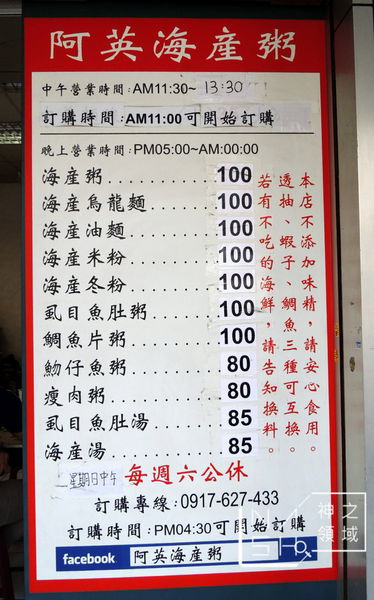 阿英海產粥
中午營業時間:AM11:30~13:30
訂購時間:AM11:00可開始訂購
晚上營業時間:PM05:00~AM:00:00
海產粥..............100
海產烏龍麵..........100
海產油麵............100
海產米粉............100
海產冬粉............100
虱目魚肚粥..........100
鯛魚片粥............100
魩仔魚粥............80
瘦肉粥..............80
虱目魚肚湯..........85
海產湯..............85
本店不添加味精,請安心食用。
透抽、蝦子、鯛魚三種可互換。
若有不吃的海鮮,請告知換料。
星期日中午 每週六公休
訂購專線:0917-627-433
訂購時間:PM04:30可開始訂購
facebook 阿英海產粥
神之領域